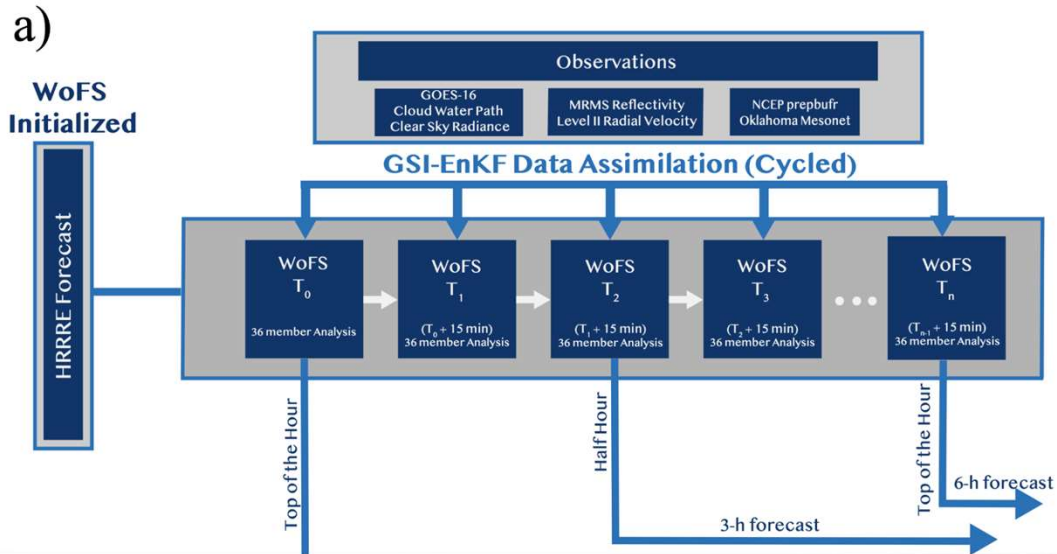 a)
WoFS
Initialized
HRRRE Forecast
Observations
GOES-16
Cloud Water Path
Clear Sky Radiance
MRMS Reflectivity
Level II Radial Velocity
NCEP prepbufr
Oklahoma Mesonet
GSI-EnKF Data Assimilation (Cycled)
WoFS
T0
36 member Analysis
WoFS
T1
(T0 + 15 min)
36 member Analysis
WoFS
T2
(T1 + 15 min)
36 member Analysis
WoFS
T3
(T2 + 15 min)
36 member Analysis
WoFS
Tn
(Tn-1 + 15 min)
36 member Analysis
Top of the Hour
Half Hour
Top of the Hour
3-h forecast
6-h forecast